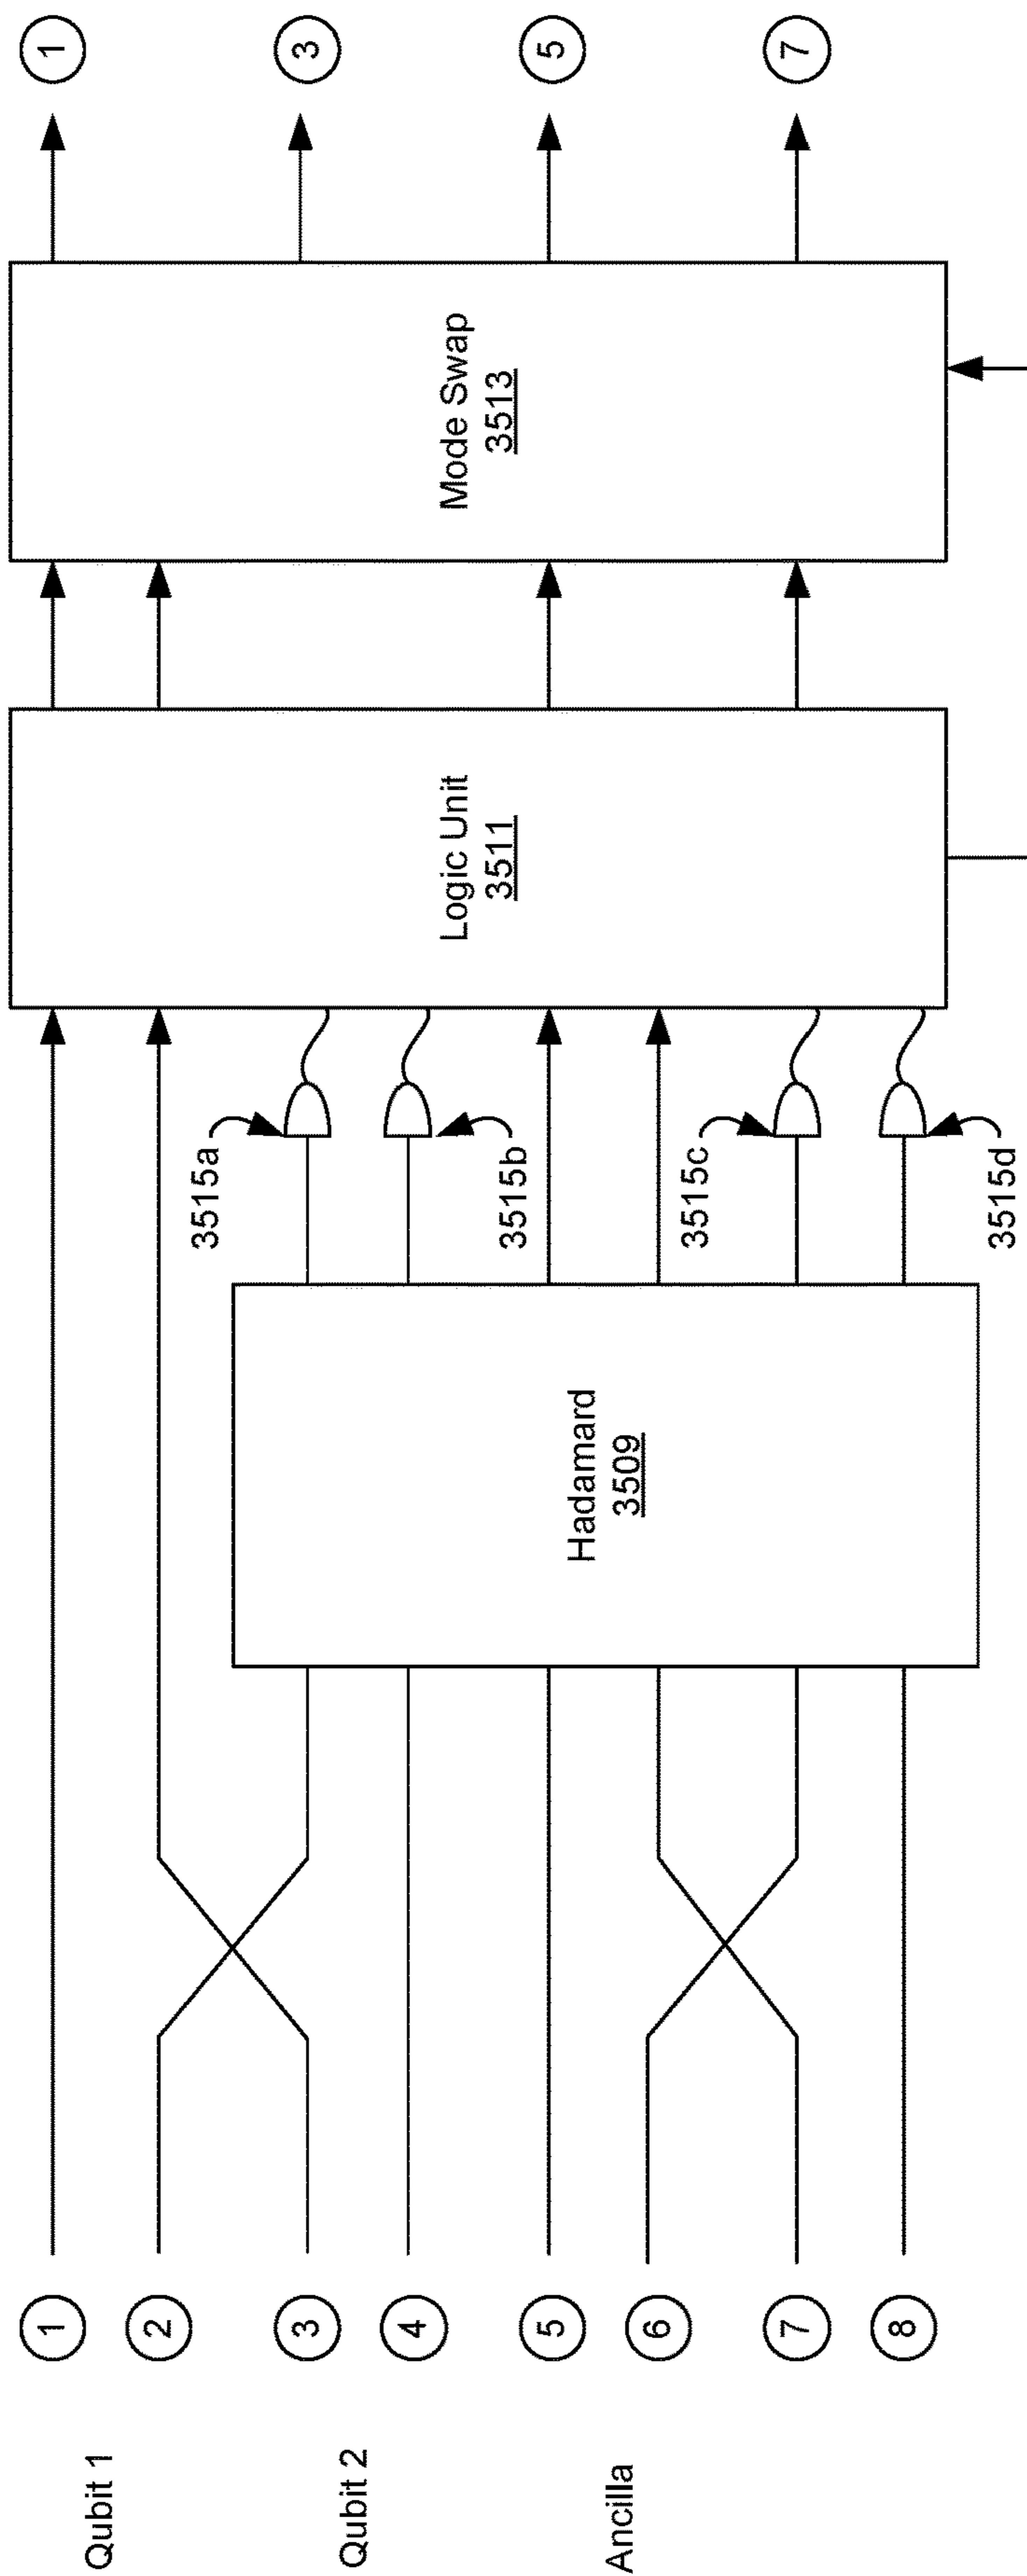 Qubit 1
Qubit 2
Ancilla
1
2
3
4
5
6
7
8
Hadamard
3509
3515a
3515b
3515c
3515d
Logic Unit
3511
Mode Swap
3513
1
3
5
7